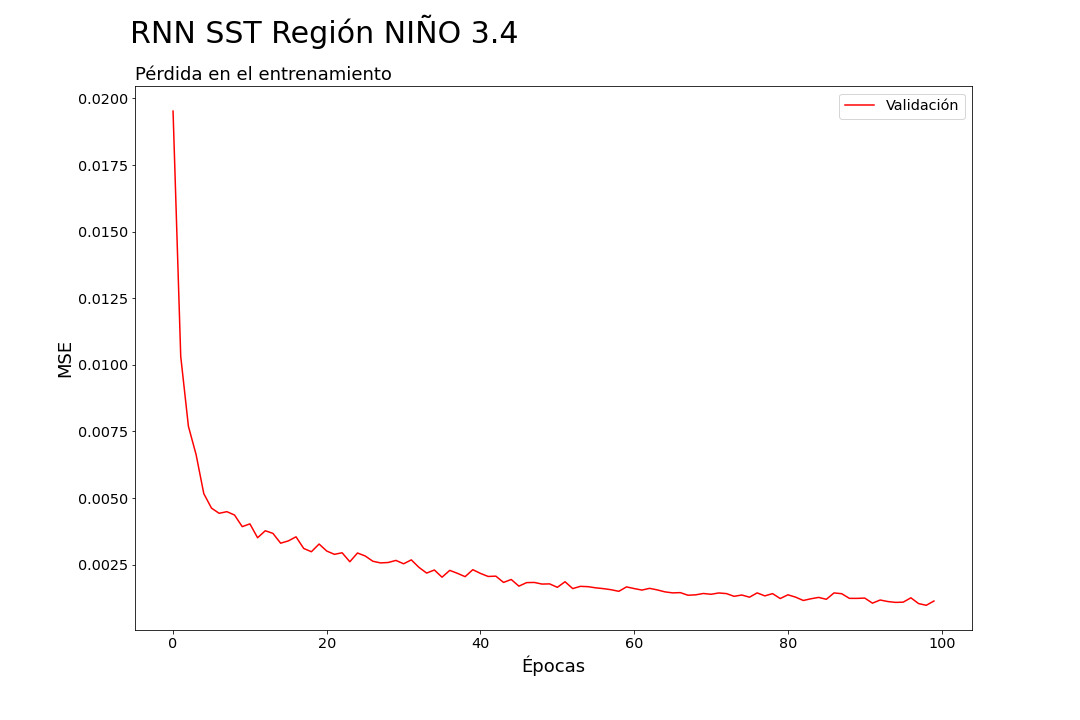 RNN SST Región NIÑO 3.4
Pérdida en el entrenamiento
Validación
0.0200
0.0175
0.0150
0.0125
0.0100
0.0075
0.0050
0.0025
MSE
0 20 40 60 80 100
Épocas